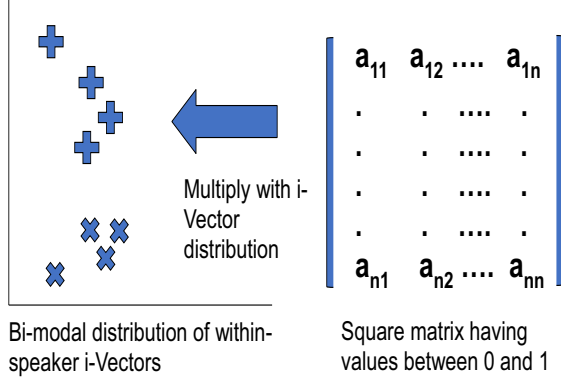 a11 a12 .... a1n
. . .... .
. . .... .
. . .... .
. . .... .
an1 an2 .... ann
Multiply with i-
Vector
distribution
Bi-modal distribution of within-
speaker i-Vectors
Square matrix having
values between 0 and 1